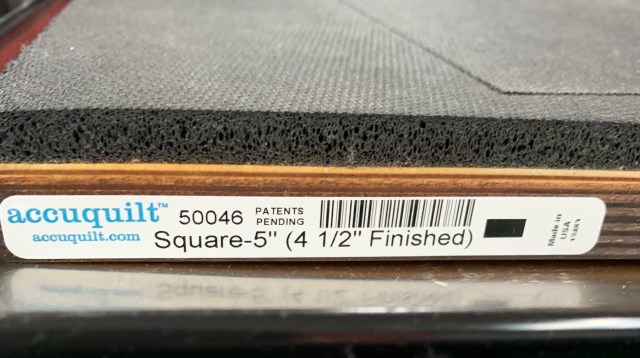 accuquilt™ 50046 PATENTS PENDING
accuquilt.com Square-5" (4 1/2" Finished)
Made in
USA